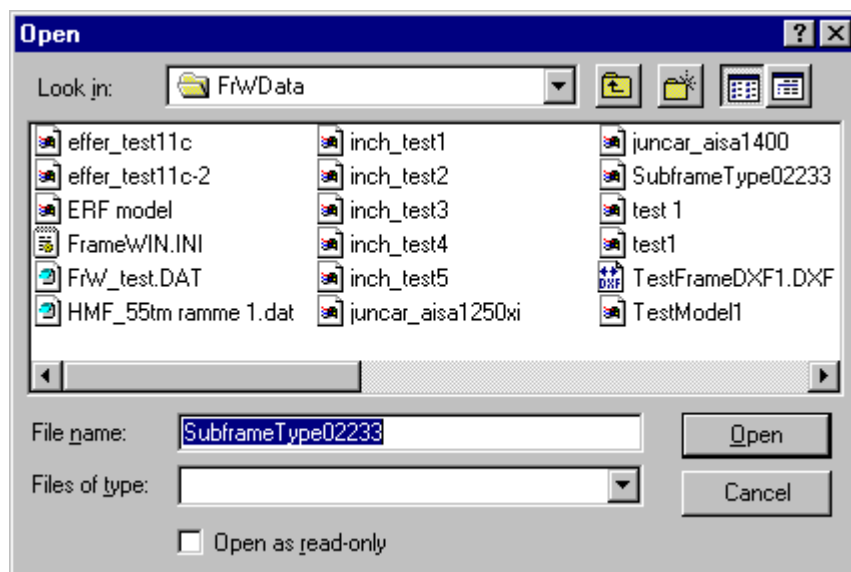 Open
Look in: FrWData
effer_test11c inch_test1 juncar_aisa1400
effer_test11c-2 inch_test2 SubframeType02233
ERF model inch_test3 test 1
FrameWIN.INI inch_test4 test1
FrW_test.DAT inch_test5 DXF TestFrameDXF1.DXF
HMF_55tm ramme 1.dat juncar_aisa1250xi TestModel1
File name: SubframeType02233 Open
Files of type: Cancel
Open as read-only